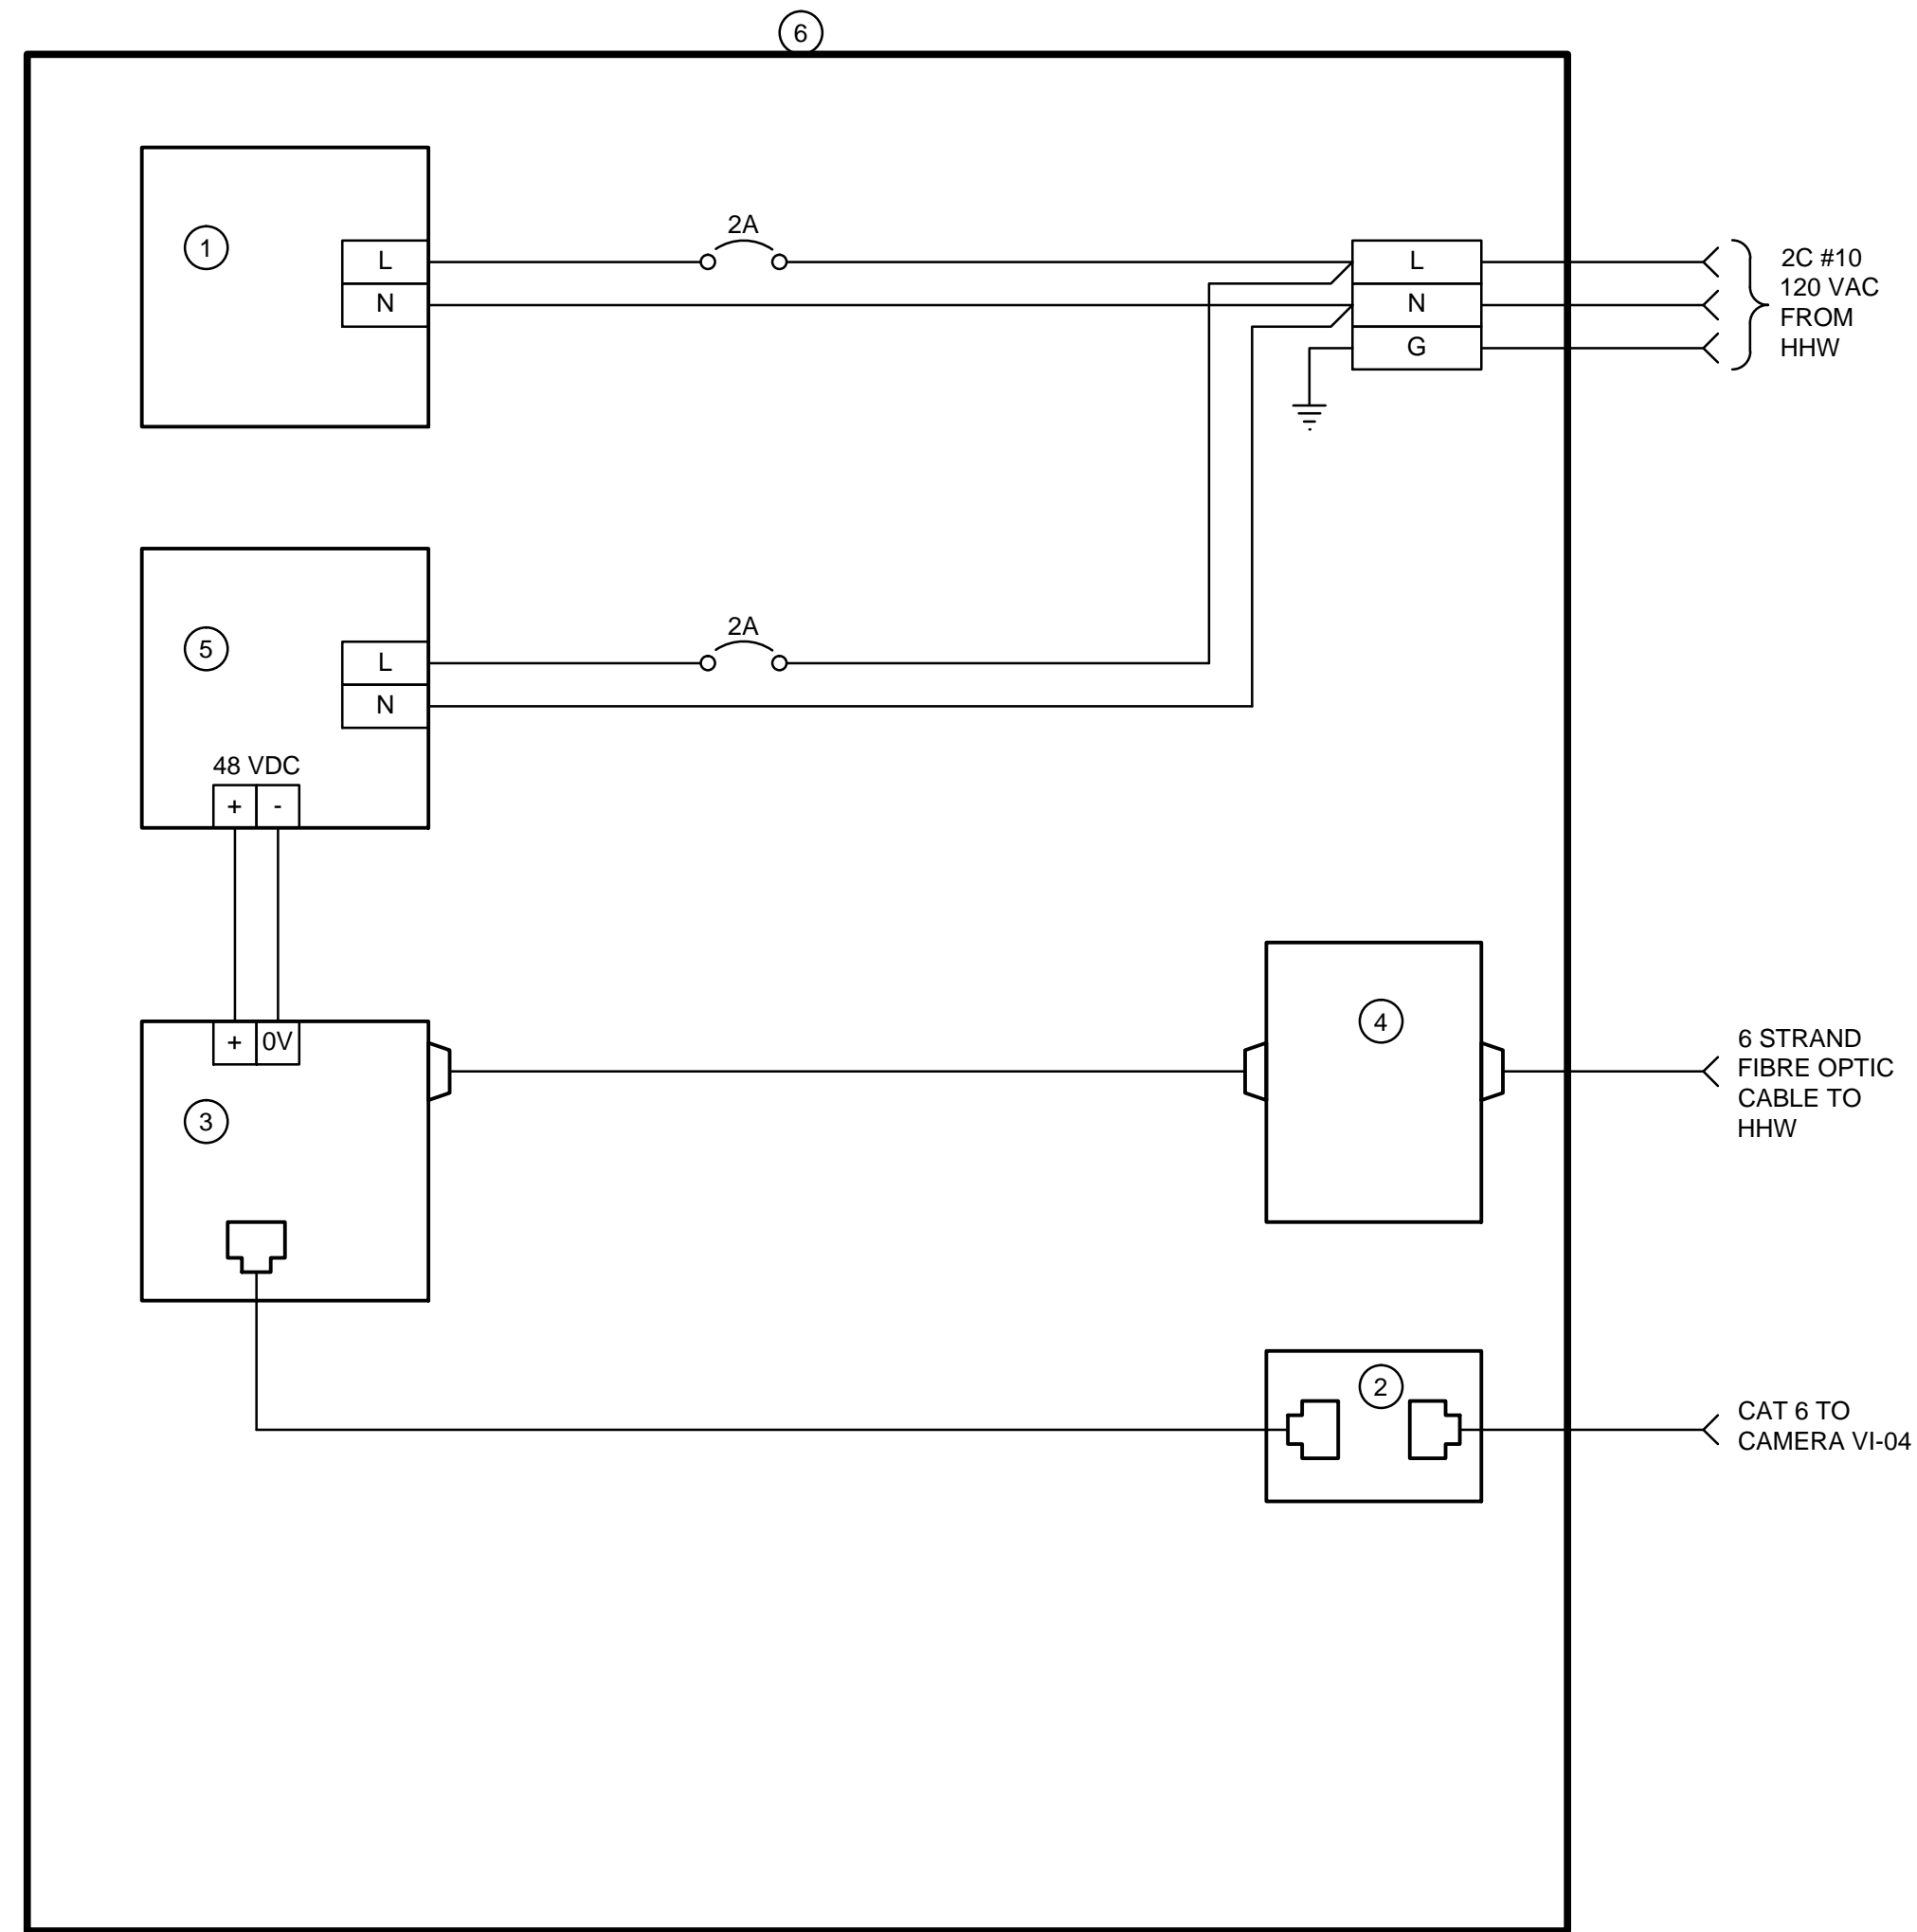 6
1
L
N
2A
L
N
G
2C #10
120 VAC
FROM
HHW
5
L
N
2A
48 VDC
+ -
+ 0V
3
4
6 STRAND
FIBRE OPTIC
CABLE TO
HHW
2
CAT 6 TO
CAMERA VI-04